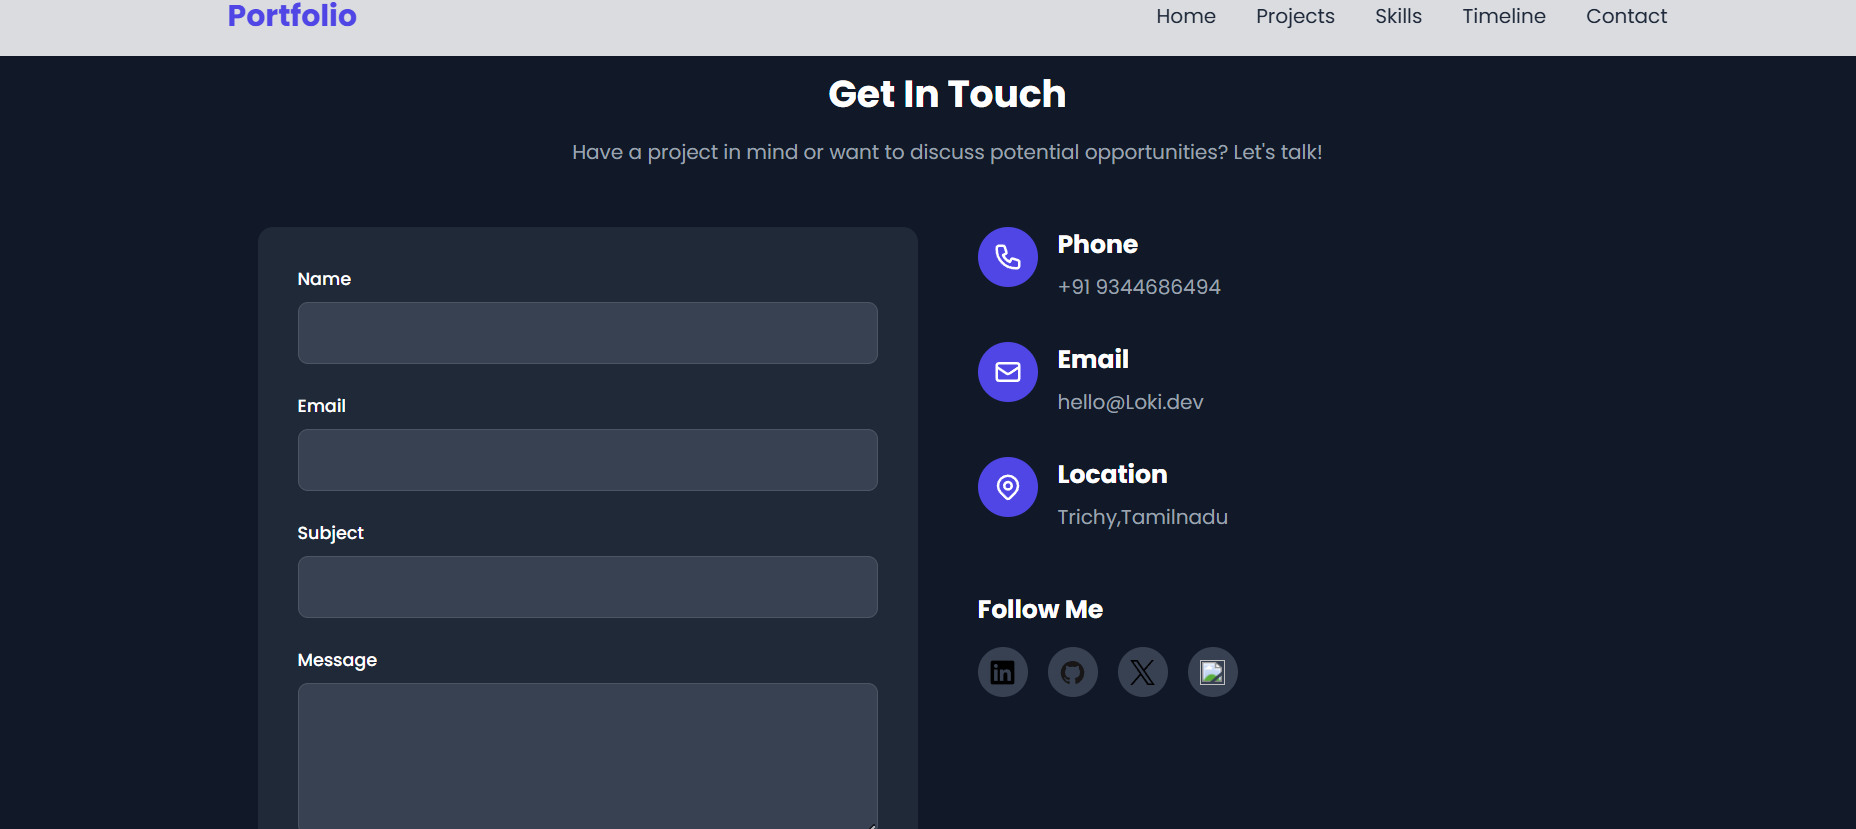 Portfolio
Home Projects Skills Timeline Contact
Get In Touch
Have a project in mind or want to discuss potential opportunities? Let's talk!
Name
Email
Subject
Message
Phone
+91 9344686494
Email
hello@Loki.dev
Location
Trichy,Tamilnadu
Follow Me
in
X